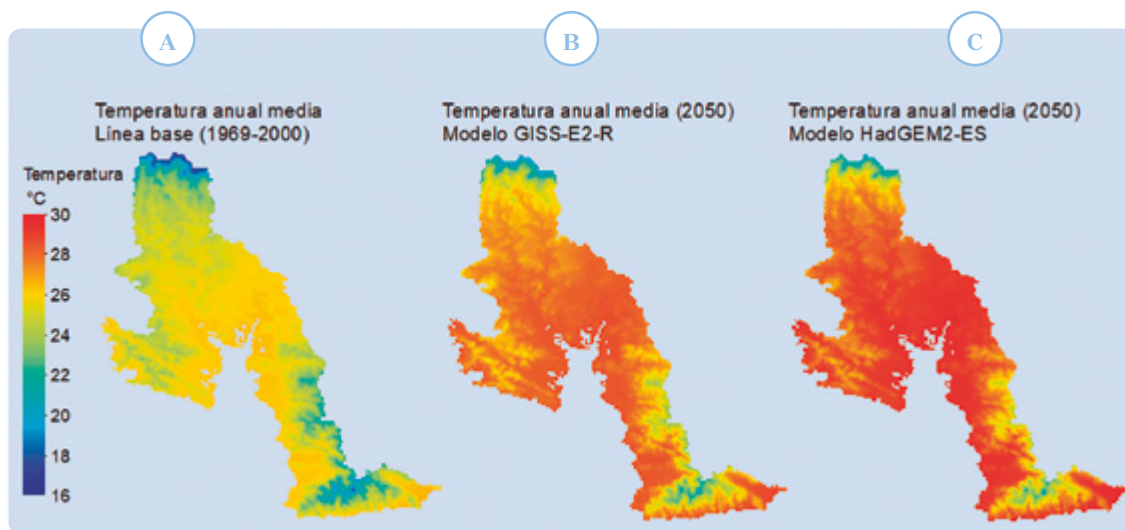 A
B
C
Temperatura anual media
Línea base (1969-2000)
Temperatura anual media (2050)
Modelo GISS-E2-R
Temperatura anual media (2050)
Modelo HadGEM2-ES
Temperatura
°C
30
28
26
24
22
20
18
16